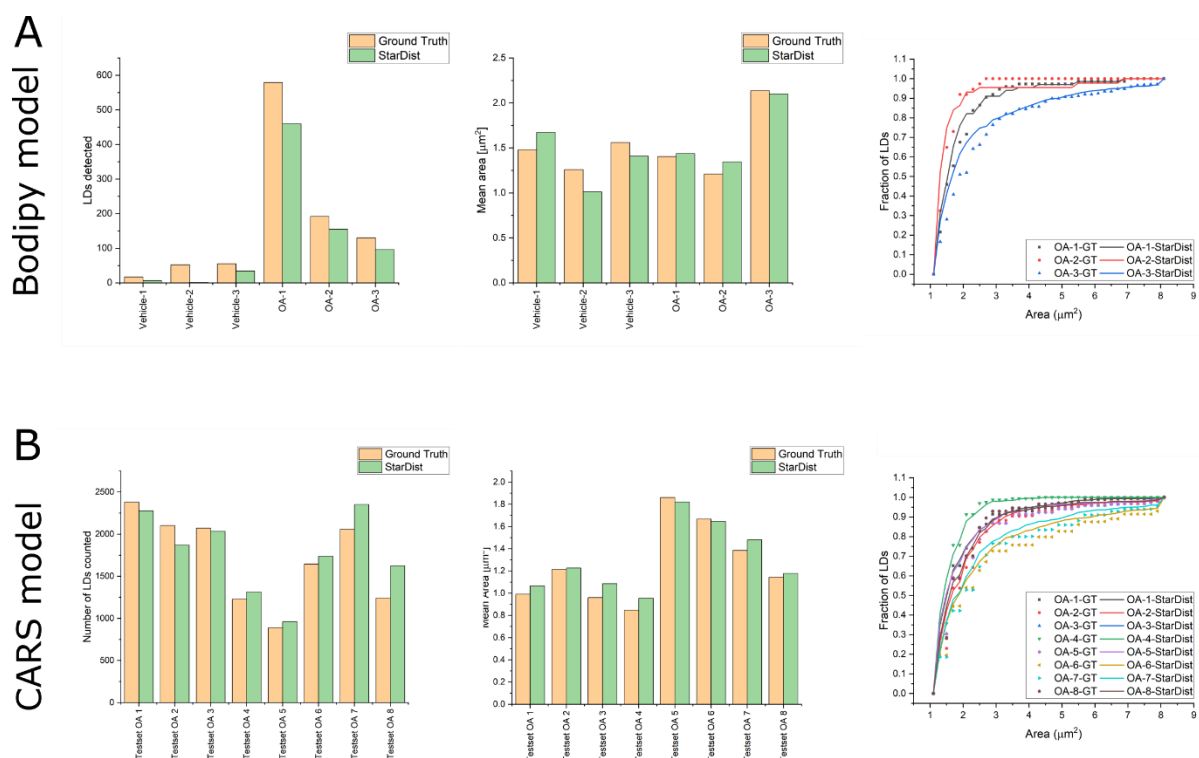 A
Bodipy model
Ground Truth
StarDist
LDs detected
600
500
400
300
200
100
0
Vehicle-1
Vehicle-2
Vehicle-3
OA-1
OA-2
OA-3
Ground Truth
StarDist
Mean area [µm²]
2.5
2.0
1.5
1.0
0.5
0.0
Vehicle-1
Vehicle-2
Vehicle-3
OA-1
OA-2
OA-3
Fraction of LDs
1.1
1.0
0.9
0.8
0.7
0.6
0.5
0.4
0.3
0.2
0.1
0.0
OA-1-GT OA-1-StarDist
OA-2-GT OA-2-StarDist
OA-3-GT OA-3-StarDist
1 2 3 4 5 6 7 8 9
Area (µm²)
B
CARS model
Ground Truth
StarDist
Number of LDs counted
2500
2000
1500
1000
500
0
Testset OA 1
Testset OA 2
Testset OA 3
Testset OA 4
Testset OA 5
Testset OA 6
Testset OA 7
Testset OA 8
Ground Truth
StarDist
Mean Area [µm²]
2.0
1.8
1.6
1.4
1.2
1.0
0.8
0.6
0.4
0.2
0.0
Testset OA 1
Testset OA 2
Testset OA 3
Testset OA 4
Testset OA 5
Testset OA 6
Testset OA 7
Testset OA 8
Fraction of LDs
1.1
1.0
0.9
0.8
0.7
0.6
0.5
0.4
0.3
0.2
0.1
0.0
OA-1-GT OA-1-StarDist
OA-2-GT OA-2-StarDist
OA-3-GT OA-3-StarDist
OA-4-GT OA-4-StarDist
OA-5-GT OA-5-StarDist
OA-6-GT OA-6-StarDist
OA-7-GT OA-7-StarDist
OA-8-GT OA-8-StarDist
1 2 3 4 5 6 7 8 9
Area (µm²)